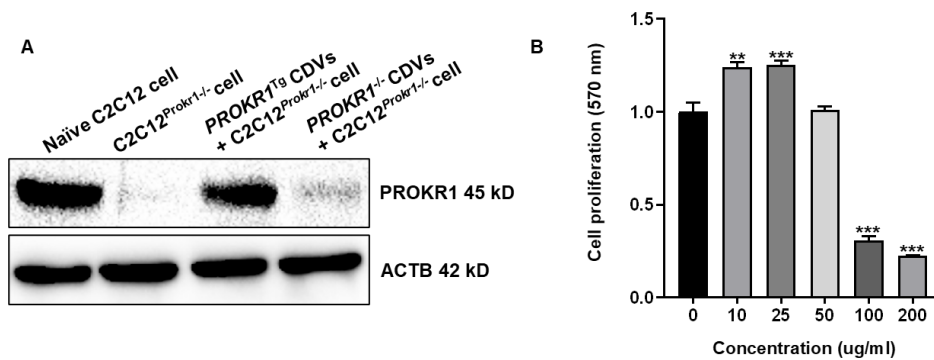 A
Naïve C2C12 cell
C2C12Prokr1-/- cell
PROKR1Tg CDVs
+ C2C12Prokr1-/- cell
PROKR1-/- CDVs
+ C2C12Prokr1-/- cell
PROKR1 45 kD
ACTB 42 kD
B
Cell proliferation (570 nm)
1.5
1.0
0.5
0.0
** *** *** ***
0 10 25 50 100 200
Concentration (ug/ml)